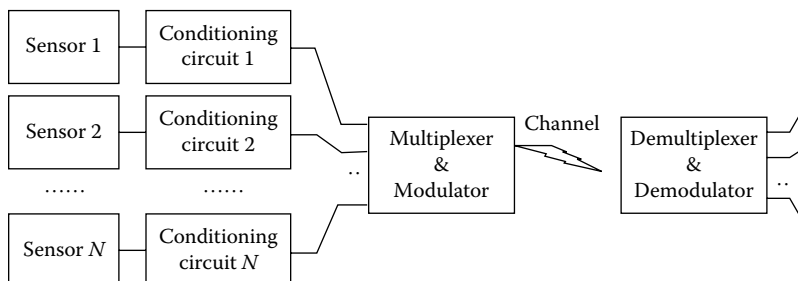 Sensor 1
Conditioning
circuit 1
Sensor 2
Conditioning
circuit 2
......
......
Sensor N
Conditioning
circuit N
..
Multiplexer
&
Modulator
Channel
Demultiplexer
&
Demodulator
..